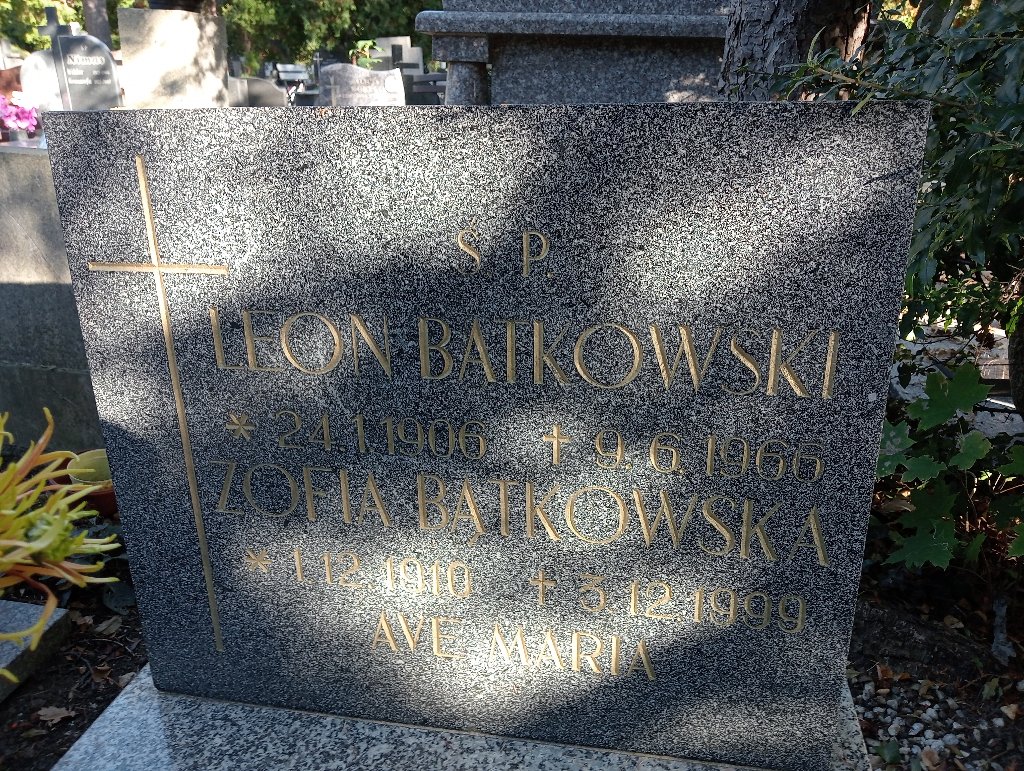 S P.
LEON BĄTKOWSKI
* 24.1.1906 † 9.6.1966
ZOFIA BĄTKOWSKA
* 1.12.1910 † 3.12.1999
AVE MARIA